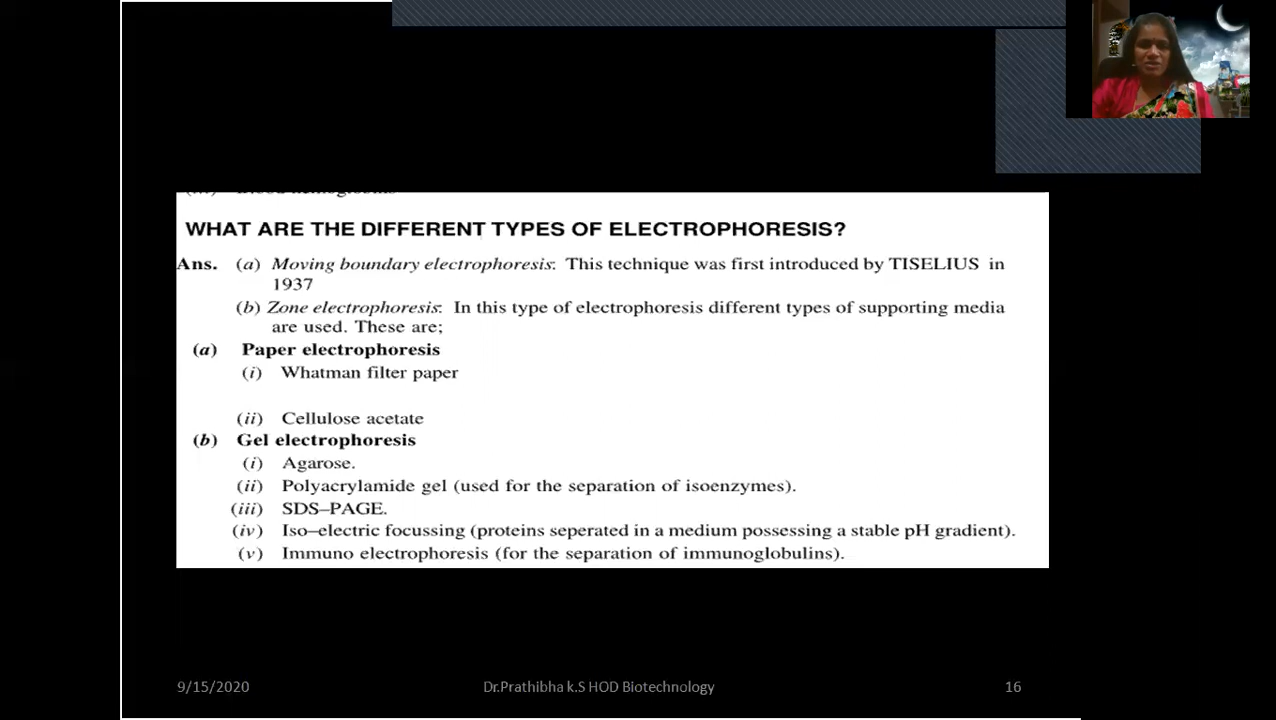 WHAT ARE THE DIFFERENT TYPES OF ELECTROPHORESIS?
Ans. (a) Moving boundary electrophoresis: This technique was first introduced by TISELIUS in
1937
(b) Zone electrophoresis: In this type of electrophoresis different types of supporting media
are used. These are;
(a) Paper electrophoresis
(i) Whatman filter paper
(ii) Cellulose acetate
(b) Gel electrophoresis
(i) Agarose.
(ii) Polyacrylamide gel (used for the separation of isoenzymes).
(iii) SDS–PAGE.
(iv) Iso–electric focussing (proteins seperated in a medium possessing a stable pH gradient).
(v) Immuno electrophoresis (for the separation of immunoglobulins).
9/15/2020 Dr.Prathibha k.S HOD Biotechnology 16